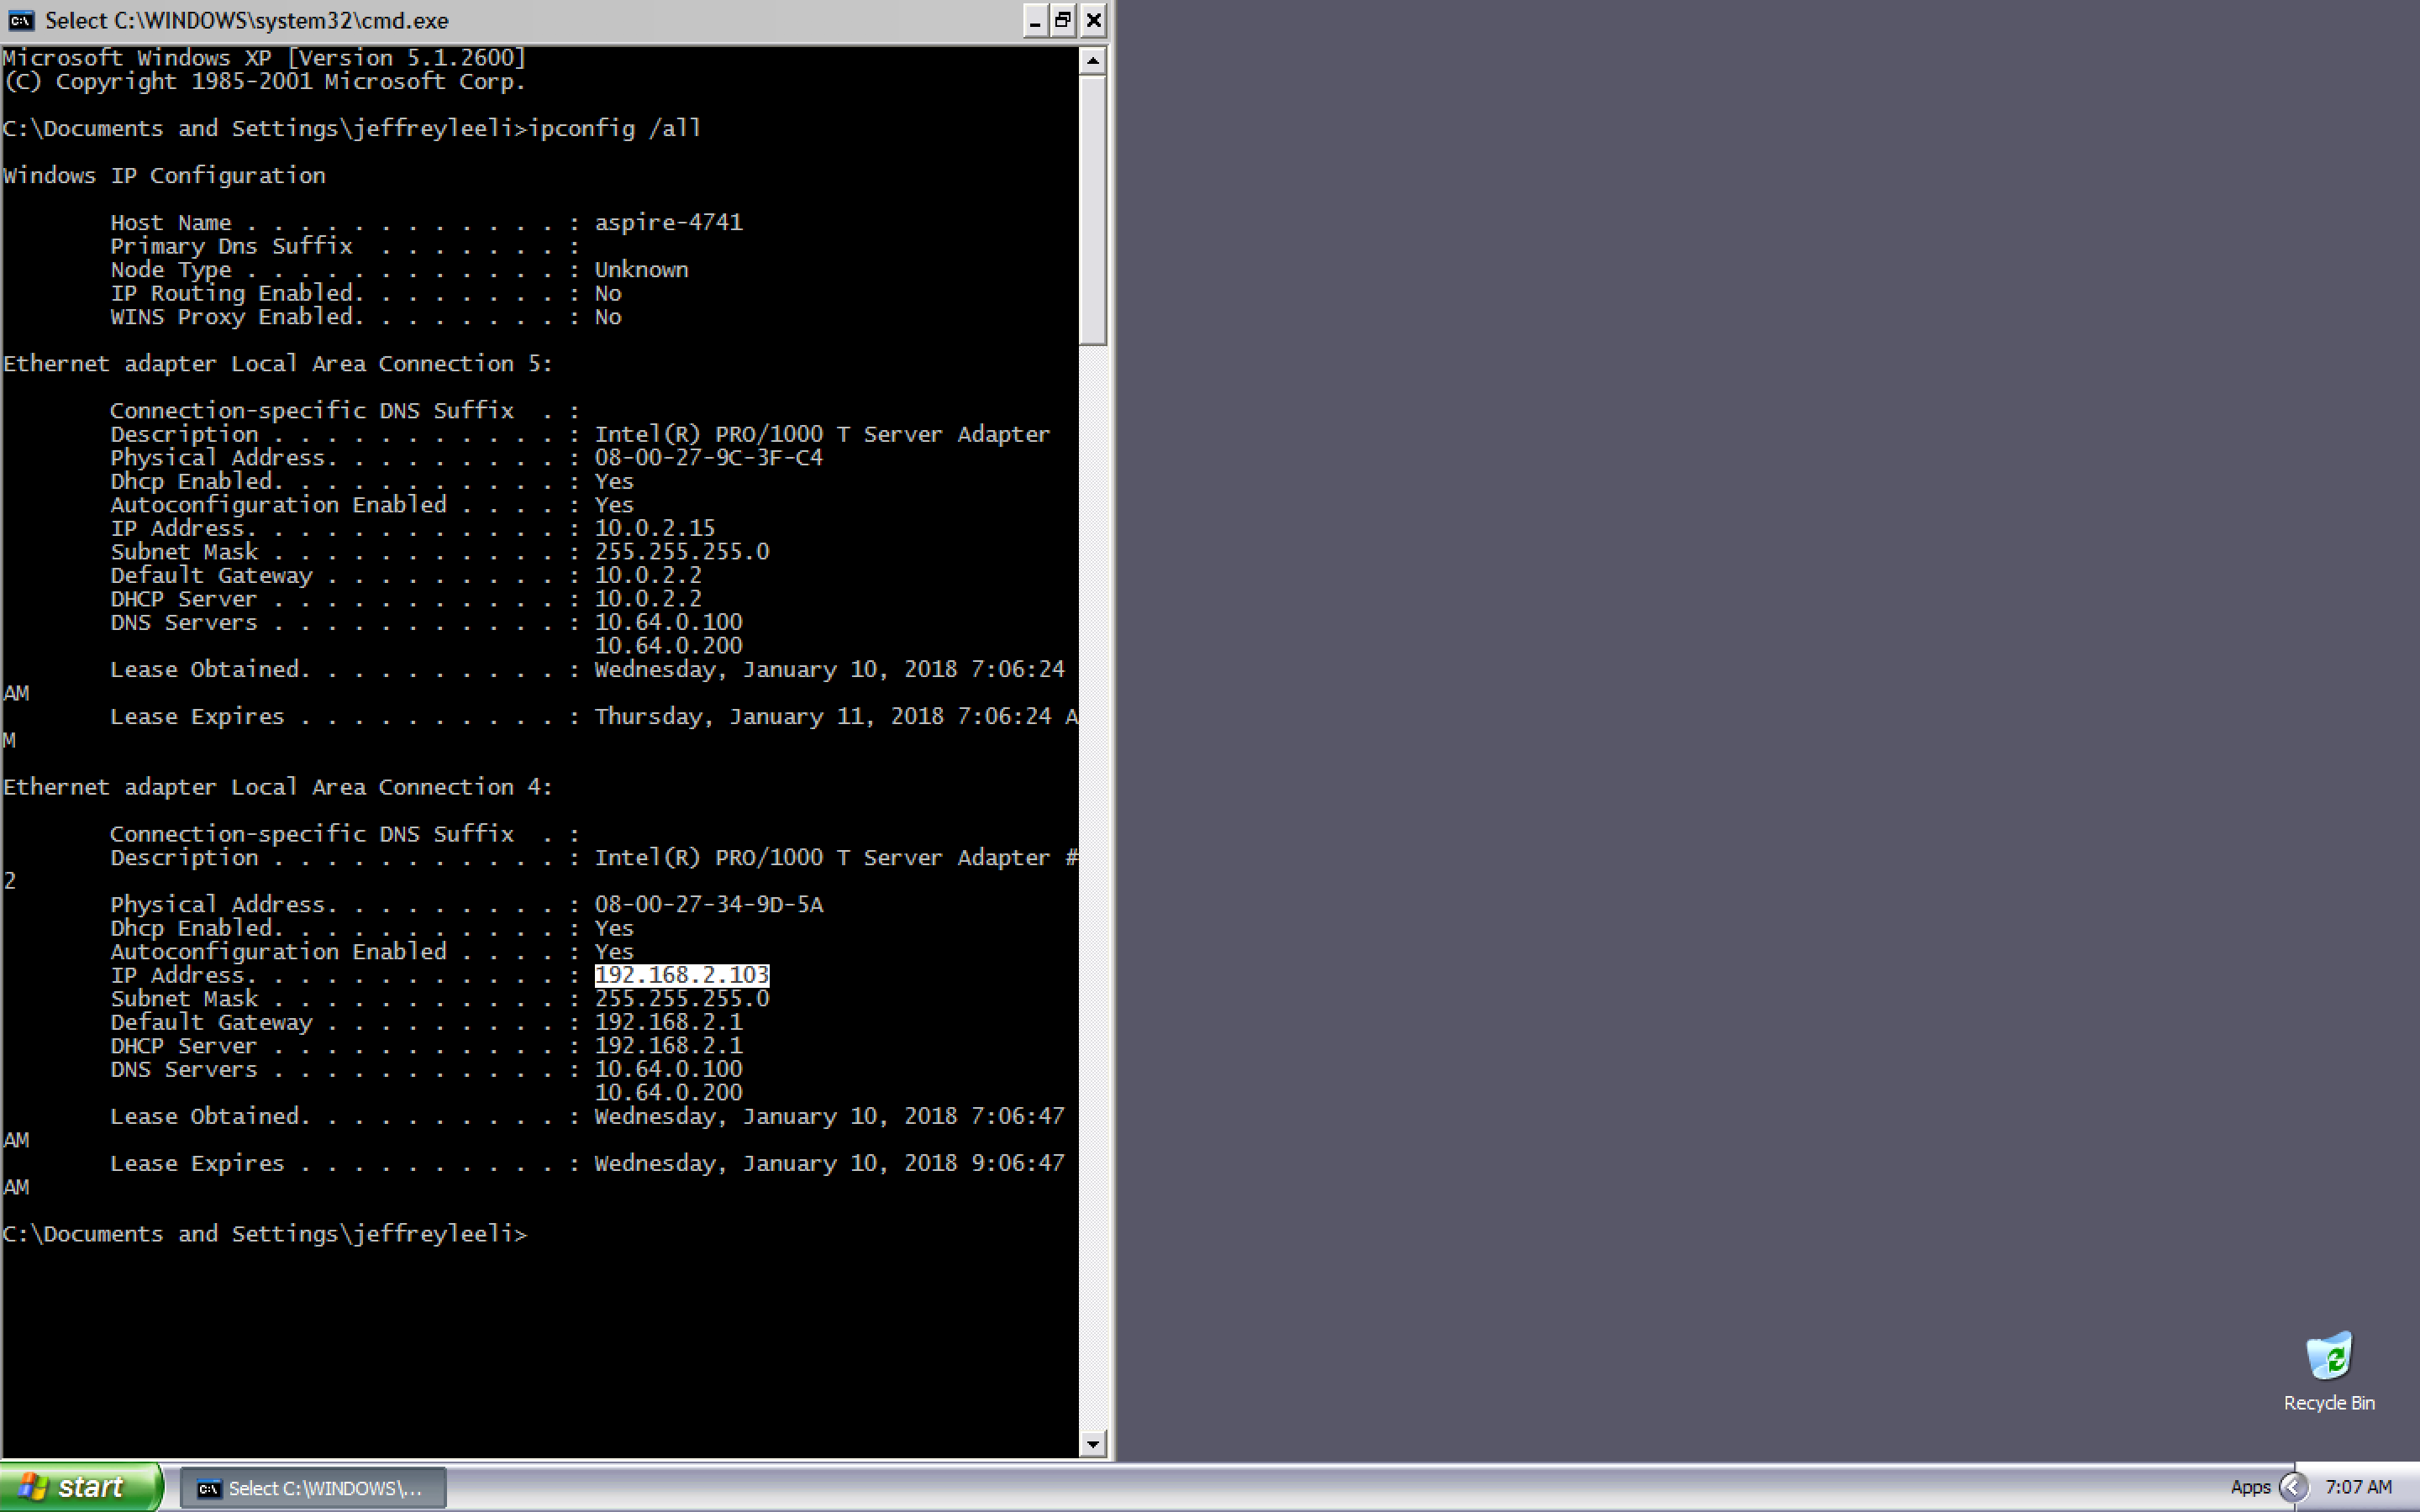 Select C:\WINDOWS\system32\cmd.exe
Microsoft Windows XP [Version 5.1.2600]
(C) Copyright 1985-2001 Microsoft Corp.
C:\Documents and Settings\jeffreyleeli>ipconfig /all
Windows IP Configuration
Host Name . . . . . . . . . . . . . : aspire-4741
Primary Dns Suffix  . . . . . . . :
Node Type . . . . . . . . . . . . : Unknown
IP Routing Enabled. . . . . . . . : No
WINS Proxy Enabled. . . . . . . . : No
Ethernet adapter Local Area Connection 5:
Connection-specific DNS Suffix  . :
Description . . . . . . . . . . . : Intel(R) PRO/1000 T Server Adapter
Physical Address. . . . . . . . . : 08-00-27-9C-3F-C4
Dhcp Enabled. . . . . . . . . . . : Yes
Autoconfiguration Enabled . . . . : Yes
IP Address. . . . . . . . . . . . : 10.0.2.15
Subnet Mask . . . . . . . . . . . : 255.255.255.0
Default Gateway . . . . . . . . . : 10.0.2.2
DHCP Server . . . . . . . . . . . : 10.0.2.2
DNS Servers . . . . . . . . . . . : 10.64.0.100
10.64.0.200
Lease Obtained. . . . . . . . . . : Wednesday, January 10, 2018 7:06:24
AM
Lease Expires . . . . . . . . . . : Thursday, January 11, 2018 7:06:24 A
M
Ethernet adapter Local Area Connection 4:
Connection-specific DNS Suffix  . :
Description . . . . . . . . . . . : Intel(R) PRO/1000 T Server Adapter #
2
Physical Address. . . . . . . . . : 08-00-27-34-9D-5A
Dhcp Enabled. . . . . . . . . . . : Yes
Autoconfiguration Enabled . . . . : Yes
IP Address. . . . . . . . . . . . : 192.168.2.103
Subnet Mask . . . . . . . . . . . : 255.255.255.0
Default Gateway . . . . . . . . . : 192.168.2.1
DHCP Server . . . . . . . . . . . : 192.168.2.1
DNS Servers . . . . . . . . . . . : 10.64.0.100
10.64.0.200
Lease Obtained. . . . . . . . . . : Wednesday, January 10, 2018 7:06:47
AM
Lease Expires . . . . . . . . . . : Wednesday, January 10, 2018 9:06:47
AM
C:\Documents and Settings\jeffreyleeli>
Recycle Bin
start
Select C:\WINDOWS\...
Apps
7:07 AM